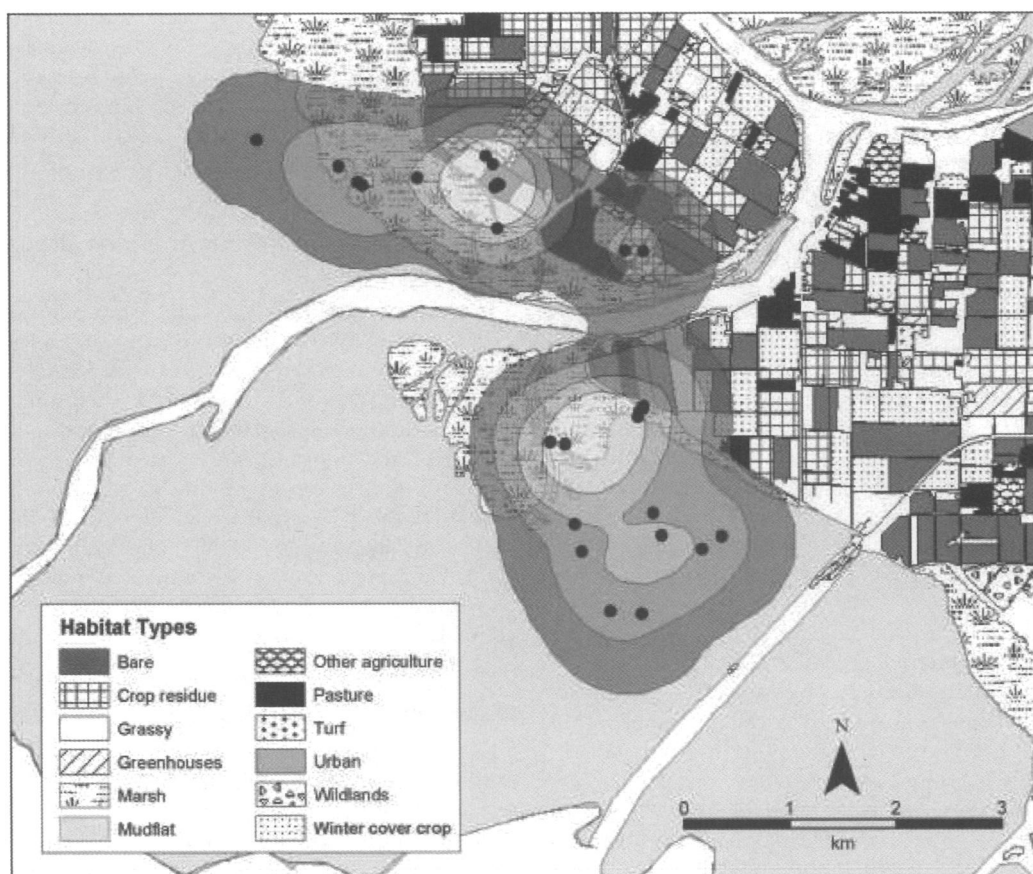 Habitat Types
Bare
Crop residue
Grassy
Greenhouses
Marsh
Mudflat
Other agriculture
Pasture
Turf
Urban
Wildlands
Winter cover crop
N
0 1 2 3
km